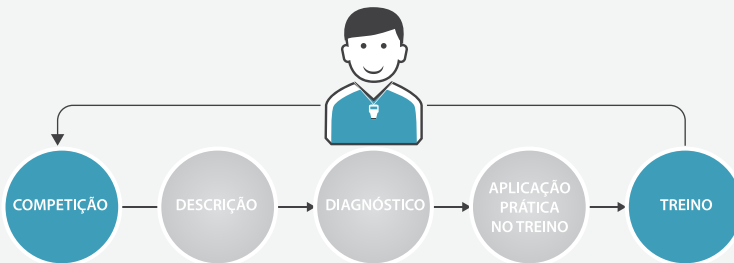 COMPETIÇÃO
DESCRIÇÃO
DIAGNÓSTICO
APLICAÇÃO
PRÁTICA
NO TREINO
TREINO